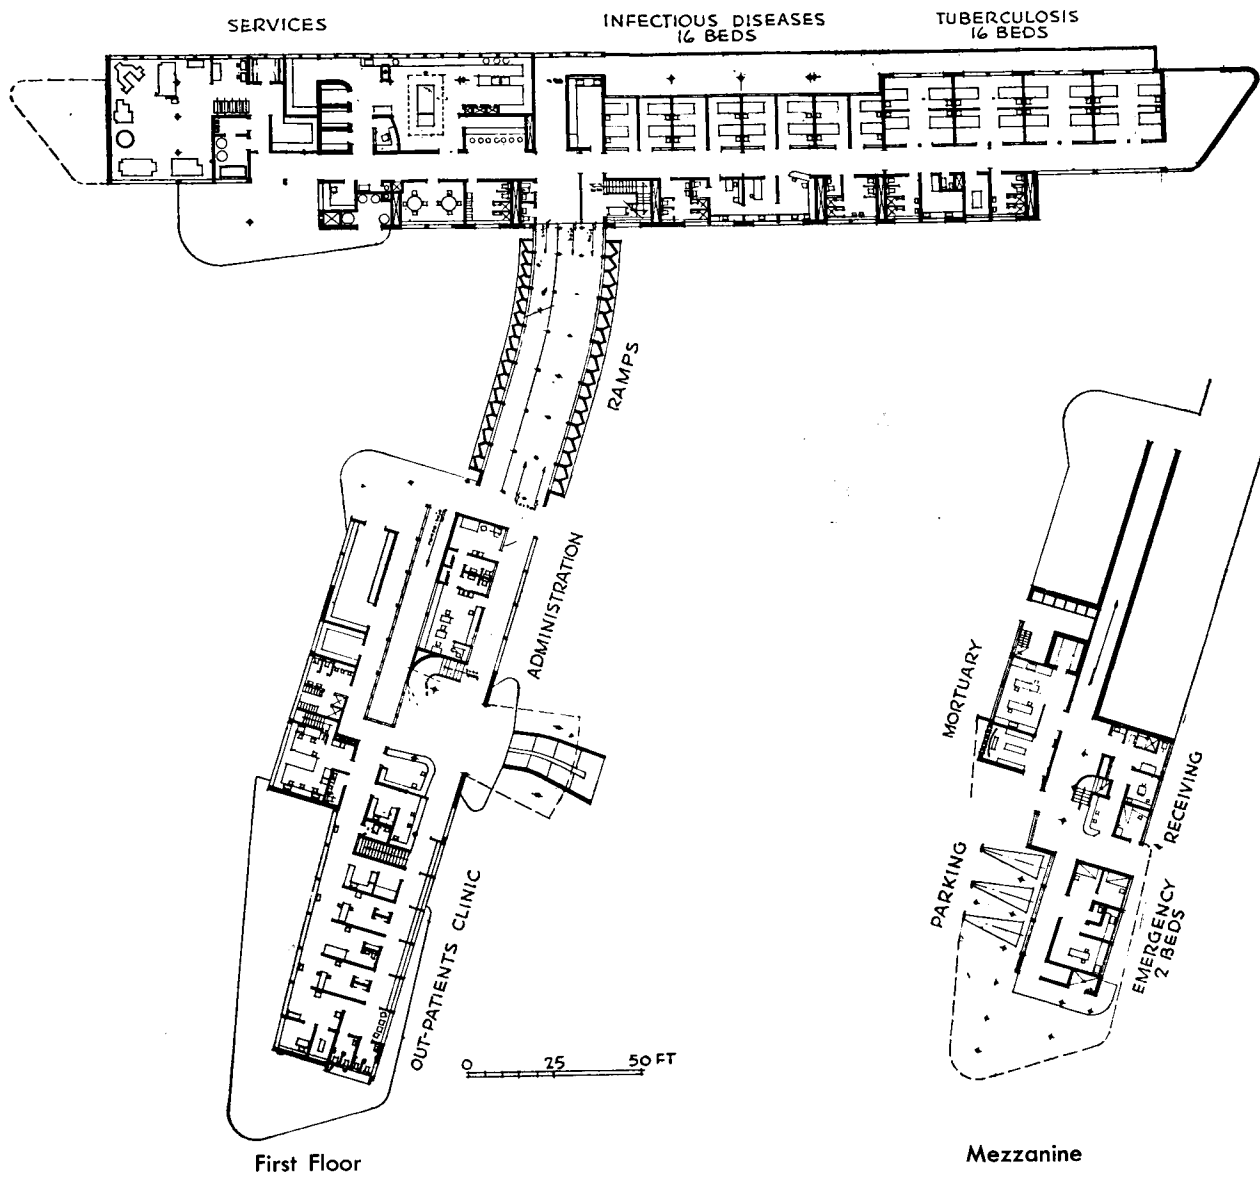 SERVICES
INFECTIOUS DISEASES
16 BEDS
TUBERCULOSIS
16 BEDS
RAMPS
ADMINISTRATION
OUT-PATIENTS CLINIC
MORTUARY
RECEIVING
PARKING
EMERGENCY
2 BEDS
0 25 50 FT
First Floor
Mezzanine